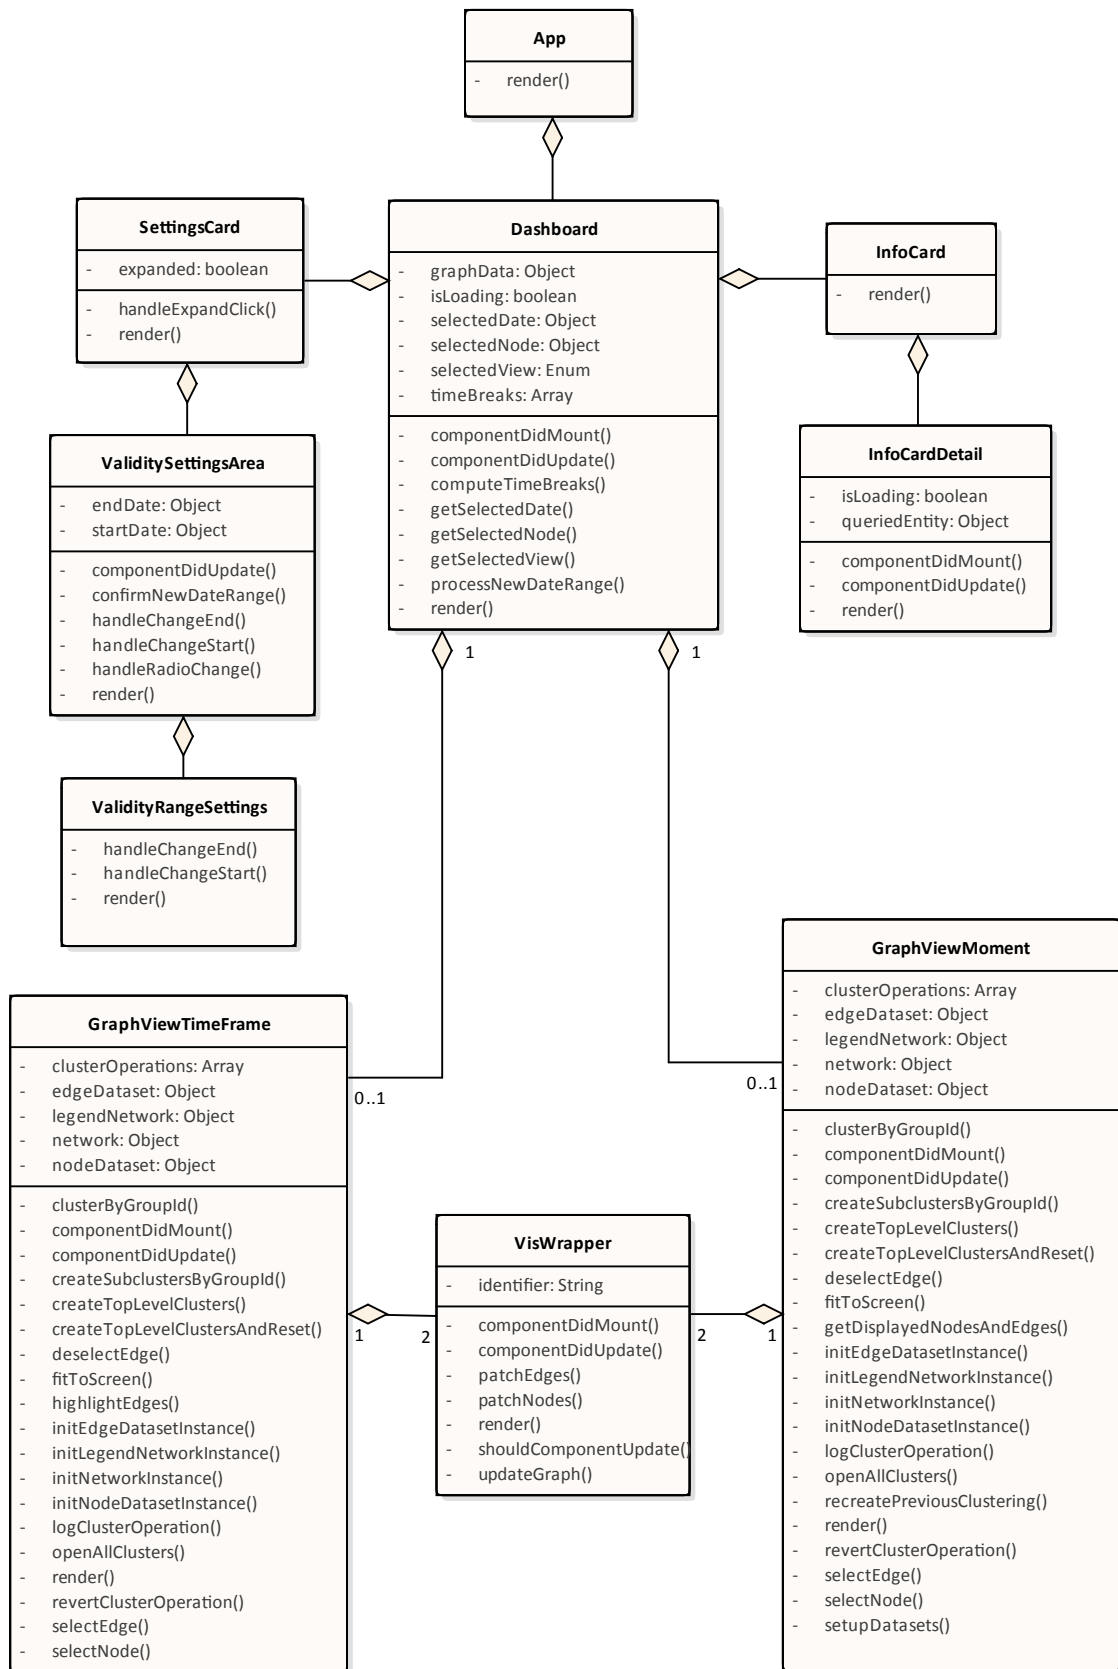 App
- render()
SettingsCard
- expanded: boolean
- handleExpandClick()
- render()
Dashboard
- graphData: Object
- isLoading: boolean
- selectedDate: Object
- selectedNode: Object
- selectedView: Enum
- timeBreaks: Array
- componentDidMount()
- componentDidUpdate()
- computeTimeBreaks()
- getSelectedDate()
- getSelectedNode()
- getSelectedView()
- processNewDateRange()
- render()
InfoCard
- render()
InfoCardDetail
- isLoading: boolean
- queriedEntity: Object
- componentDidMount()
- componentDidUpdate()
- render()
ValiditySettingsArea
- endDate: Object
- startDate: Object
- componentDidUpdate()
- confirmNewDateRange()
- handleChangeEnd()
- handleChangeStart()
- handleRadioChange()
- render()
1
1
ValidityRangeSettings
- handleChangeEnd()
- handleChangeStart()
- render()
GraphViewTimeFrame
- clusterOperations: Array
- edgeDataset: Object
- legendNetwork: Object
- network: Object
- nodeDataset: Object
- clusterByGroupId()
- componentDidMount()
- componentDidUpdate()
- createSubclustersByGroupId()
- createTopLevelClusters()
- createTopLevelClustersAndReset()
- deselectEdge()
- fitToScreen()
- highlightEdges()
- initEdgeDatasetInstance()
- initLegendNetworkInstance()
- initNetworkInstance()
- initNodeDatasetInstance()
- logClusterOperation()
- openAllClusters()
- render()
- revertClusterOperation()
- selectEdge()
- selectNode()
0..1
0..1
VisWrapper
- identifier: String
- componentDidMount()
- componentDidUpdate()
- patchEdges()
- patchNodes()
- render()
- shouldComponentUpdate()
- updateGraph()
1
2
2
1
GraphViewMoment
- clusterOperations: Array
- edgeDataset: Object
- legendNetwork: Object
- network: Object
- nodeDataset: Object
- clusterByGroupId()
- componentDidMount()
- componentDidUpdate()
- createSubclustersByGroupId()
- createTopLevelClusters()
- createTopLevelClustersAndReset()
- deselectEdge()
- fitToScreen()
- getDisplayedNodesAndEdges()
- initEdgeDatasetInstance()
- initLegendNetworkInstance()
- initNetworkInstance()
- initNodeDatasetInstance()
- logClusterOperation()
- openAllClusters()
- recreatePreviousClustering()
- render()
- revertClusterOperation()
- selectEdge()
- selectNode()
- setupDatasets()